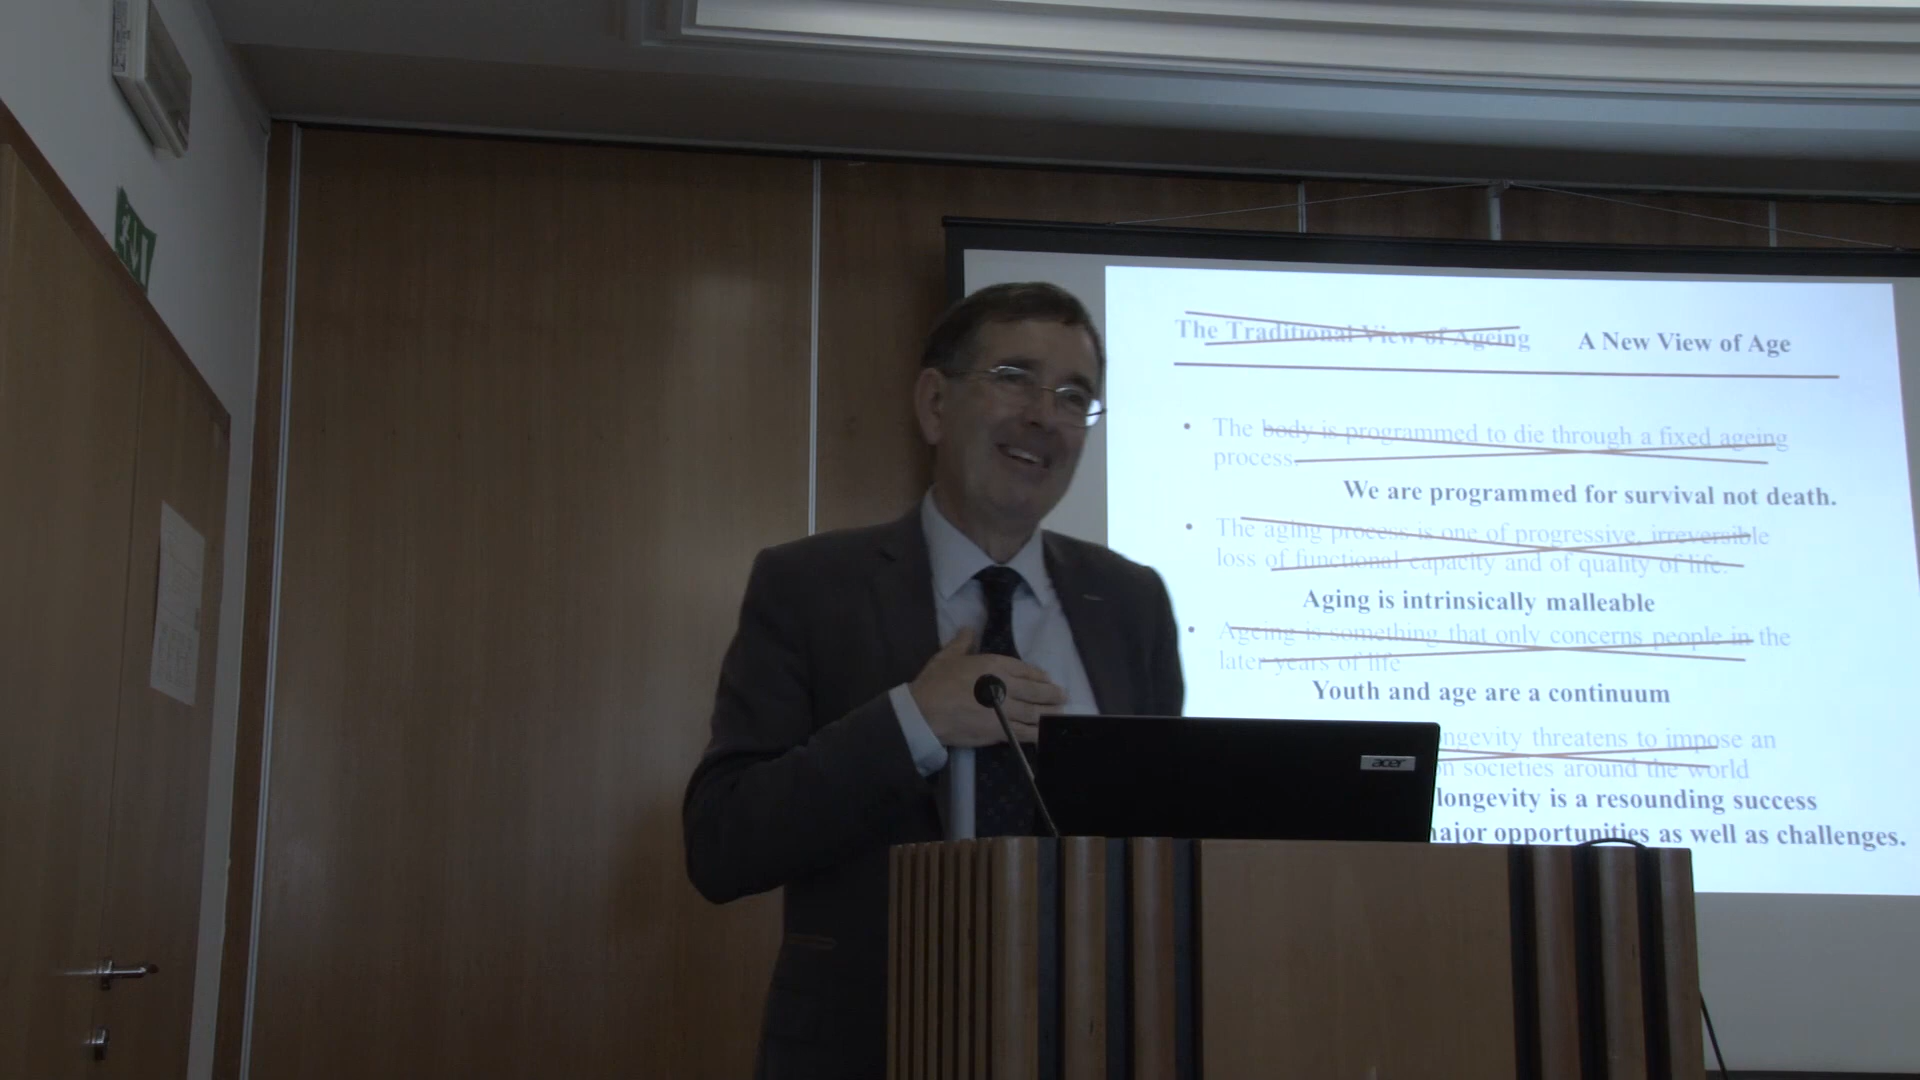 The Traditional View of Ageing A New View of Age
• The body is programmed to die through a fixed ageing
process.
We are programmed for survival not death.
• The aging process is one of progressive, irreversible
loss of functional capacity and of quality of life.
Aging is intrinsically malleable
• Ageing is something that only concerns people in the
later years of life
Youth and age are a continuum
threatens to impose an
societies around the world
longevity is a resounding success
opportunities as well as challenges.
acer